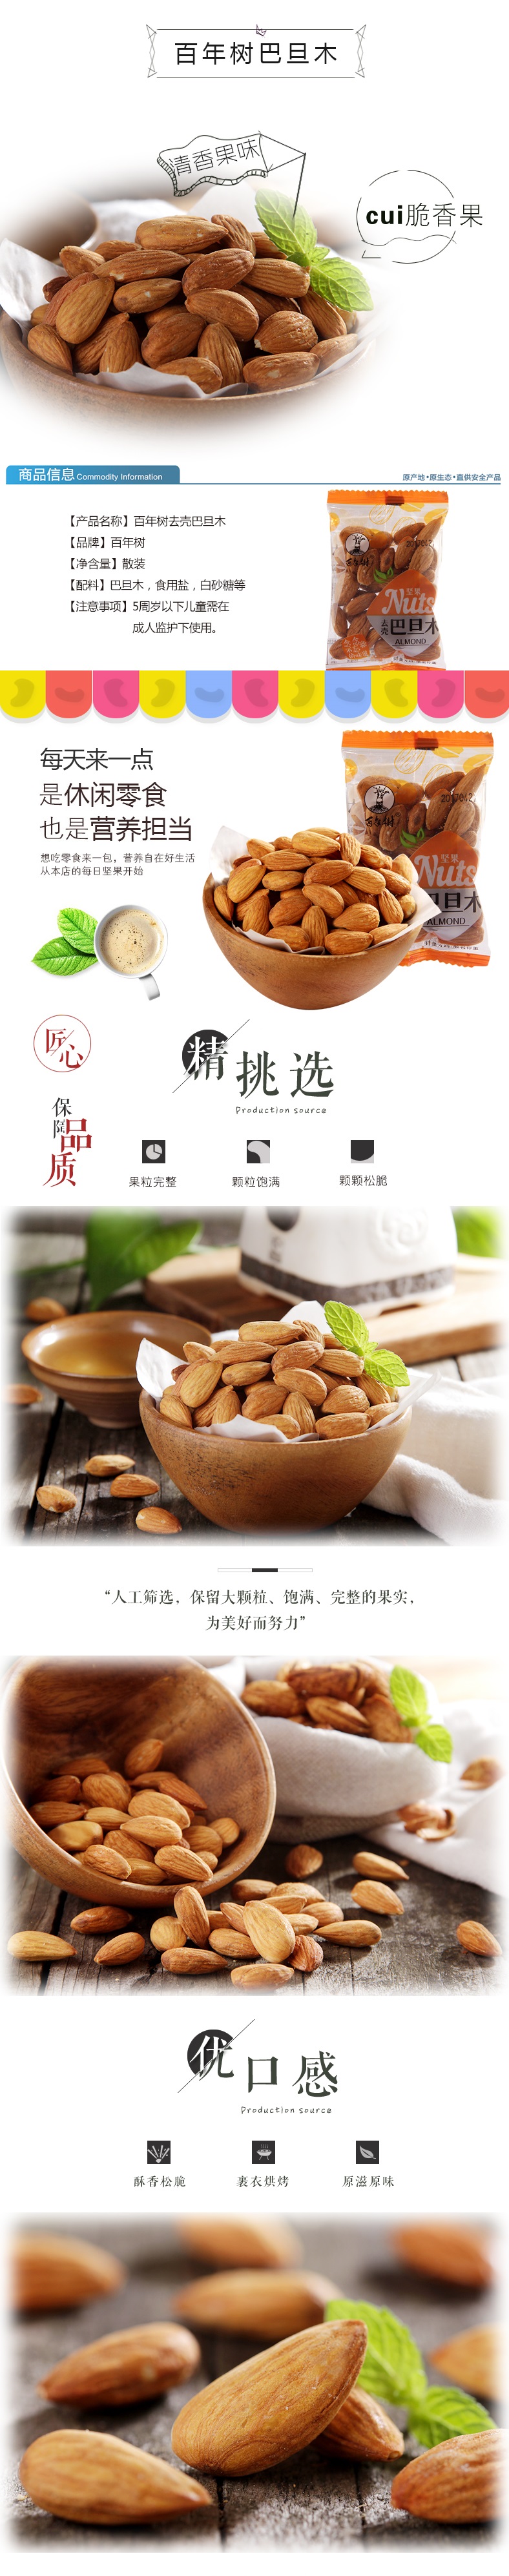 百年树巴旦木
清香果味
cui脆香果
商品信息 Commodity Information
原产地•原生态•直供安全产品
【产品名称】百年树去壳巴旦木
【品牌】百年树
【净含量】散装
【配料】巴旦木，食用盐，白砂糖等
【注意事项】5周岁以下儿童需在
成人监护下使用。
坚果
Nuts
去壳巴旦木
ALMOND
每天来一点
是休闲零食
也是营养担当
想吃零食来一包，营养自在好生活
从本店的每日坚果开始
坚果
Nuts
巴旦木
ALMOND
匠心
保障品质
精挑选
Production source
果粒完整
颗粒饱满
颗颗松脆
“人工筛选，保留大颗粒、饱满、完整的果实，
为美好而努力”
优口感
Production source
酥香松脆
裹衣烘烤
原滋原味